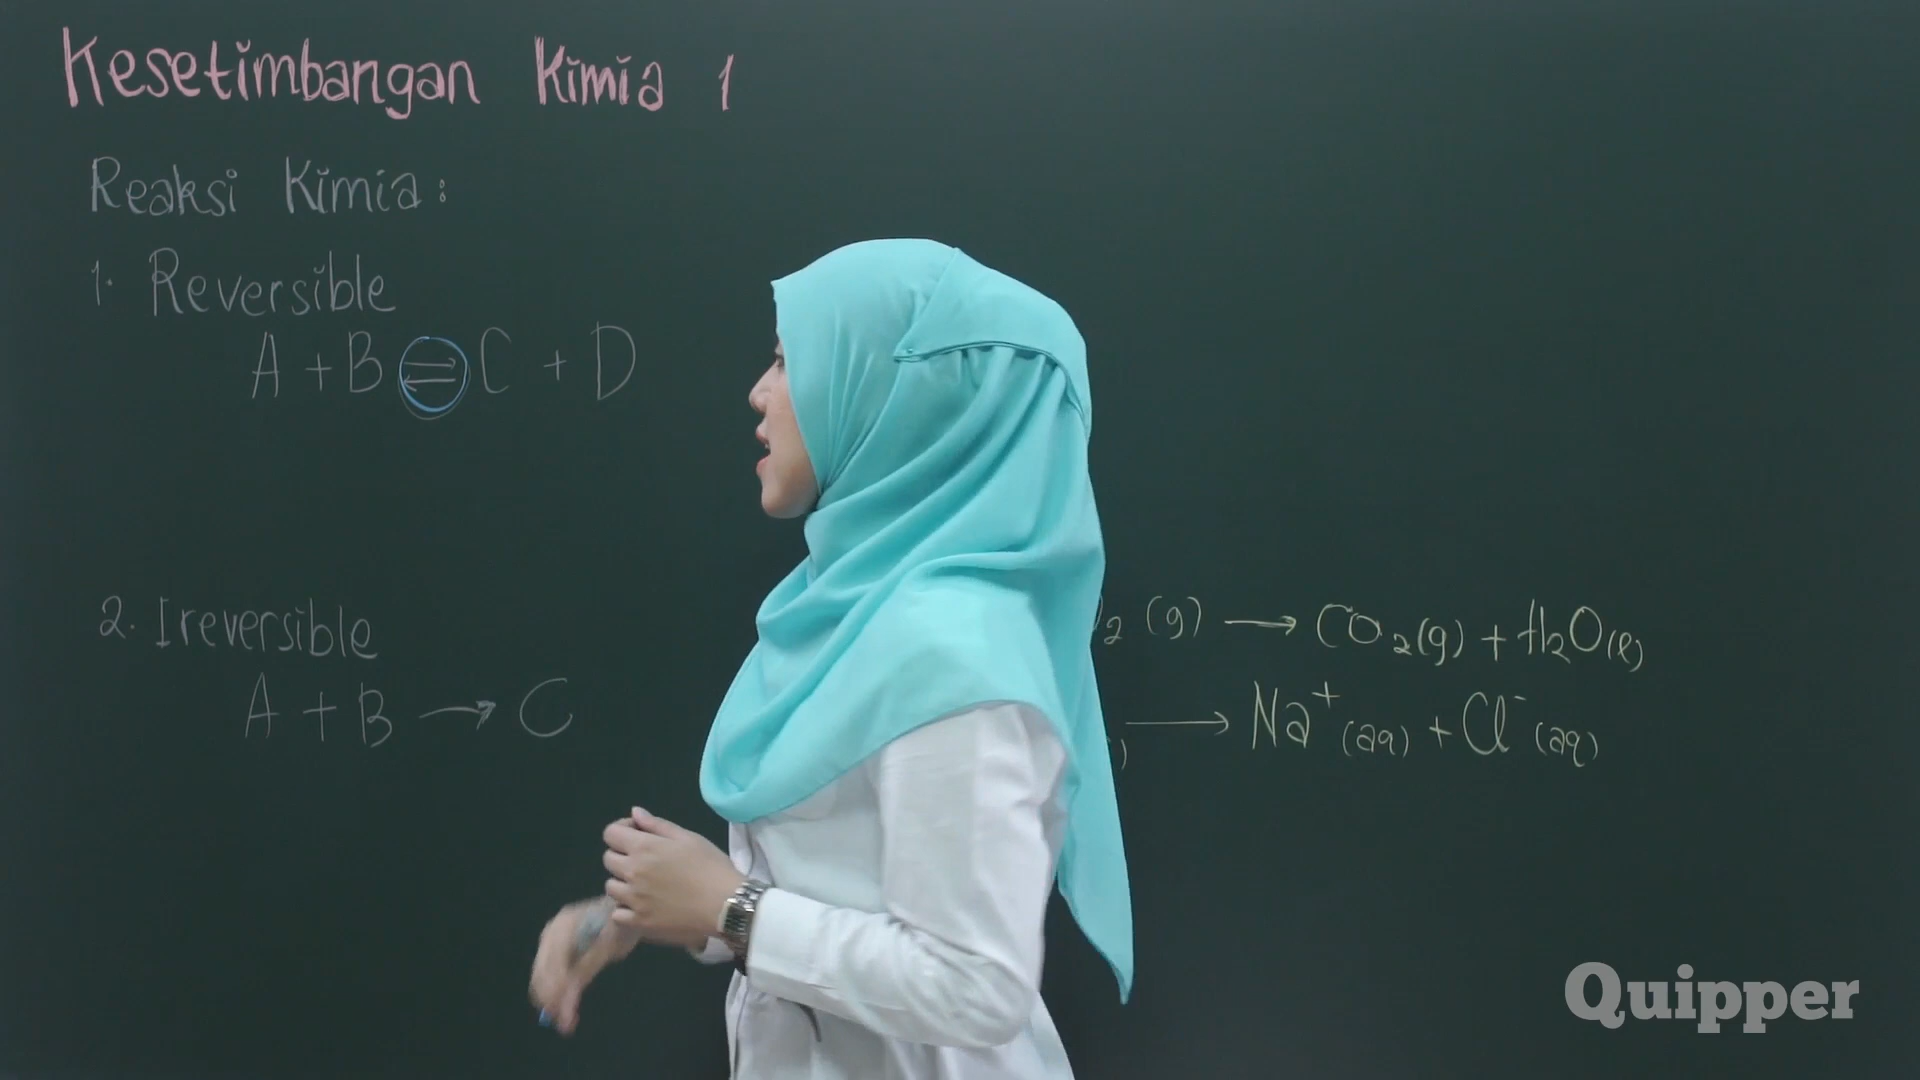 Kesetimbangan Kimia 1
Reaksi Kimia:
1. Reversible
A + B ⇌ C + D
2. Ireversible
2 (g) → CO₂(g) + H₂O(l)
A + B → C
) → Na⁺(aq) + Cl⁻(aq)
Quipper